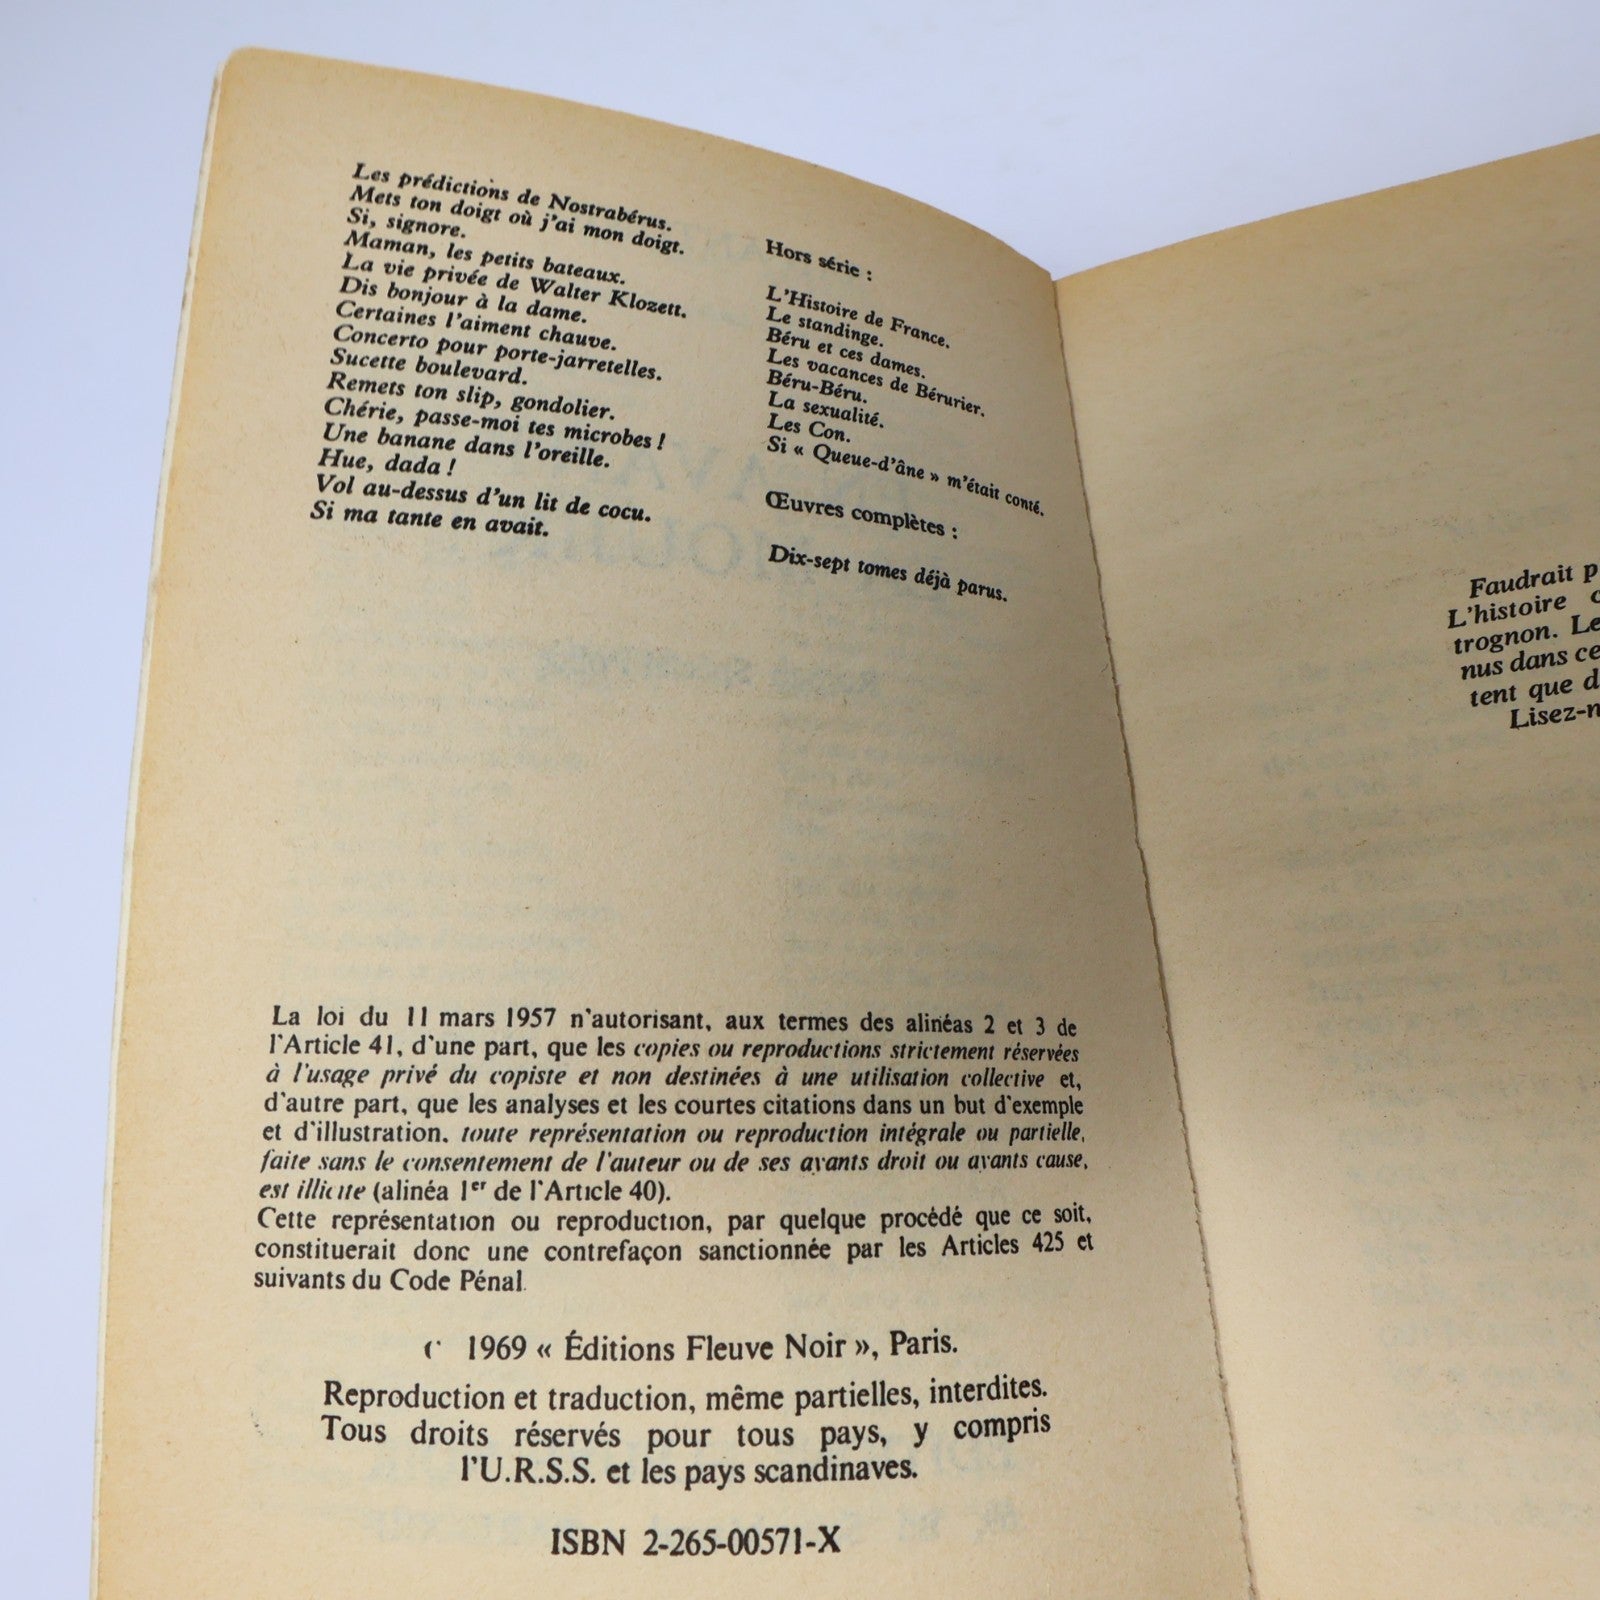 Les prédictions de Nostrabérus.
Mets ton doigt où j'ai mon doigt.
Si, signore.
Maman, les petits bateaux.
La vie privée de Walter Klozett.
Dis bonjour à la dame.
Certaines l'aiment chauve.
Concerto pour porte-jarretelles.
Sucette boulevard.
Remets ton slip, gondolier.
Chérie, passe-moi tes microbes !
Une banane dans l'oreille.
Hue, dada !
Vol au-dessus d'un lit de cocu.
Si ma tante en avait.
Hors série :
L'Histoire de France.
Le standinge.
Béru et ces dames.
Les vacances de Bérurier.
Béru-Béru.
La sexualité.
Les Con.
Si « Queue-d'âne » m'était conté.
Œuvres complètes :
Dix-sept tomes déjà parus.
La loi du 11 mars 1957 n'autorisant, aux termes des alinéas 2 et 3 de
l'Article 41, d'une part, que les copies ou reproductions strictement réservées
à l'usage privé du copiste et non destinées à une utilisation collective et,
d'autre part, que les analyses et les courtes citations dans un but d'exemple
et d'illustration, toute représentation ou reproduction intégrale ou partielle,
faite sans le consentement de l'auteur ou de ses ayants droit ou ayants cause,
est illicite (alinéa 1er de l'Article 40).
Cette représentation ou reproduction, par quelque procédé que ce soit,
constituerait donc une contrefaçon sanctionnée par les Articles 425 et
suivants du Code Pénal.
© 1969 « Éditions Fleuve Noir », Paris.
Reproduction et traduction, même partielles, interdites.
Tous droits réservés pour tous pays, y compris
l'U.R.S.S. et les pays scandinaves.
ISBN 2-265-00571-X
Faudrait
L'histoire
trognon. Le
nus dans ce
tent que
Lisez-